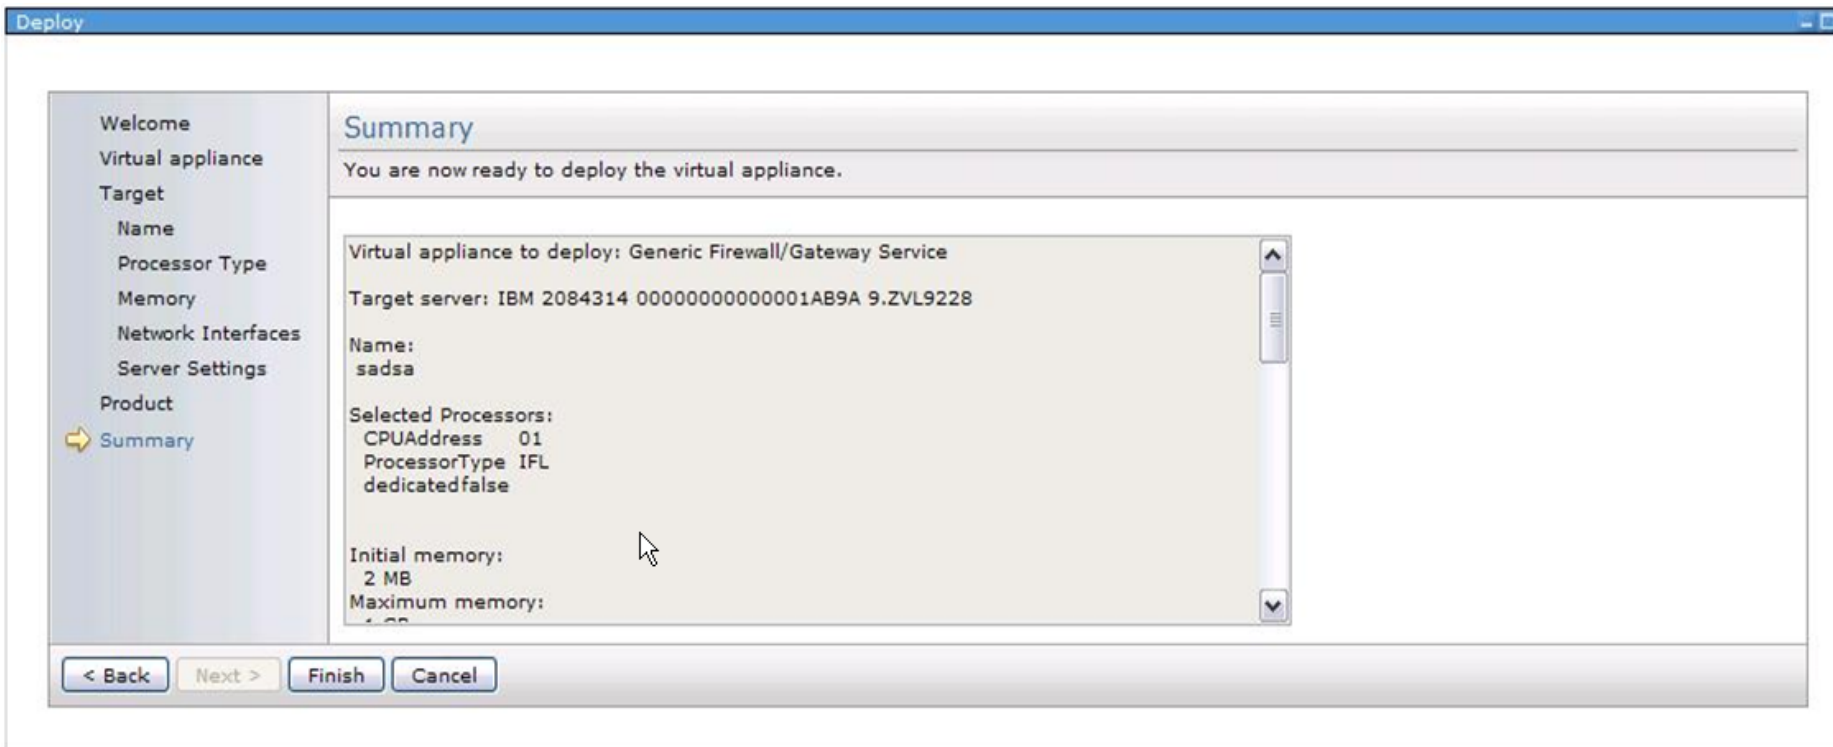 Deploy
Welcome
Virtual appliance
Target
Name
Processor Type
Memory
Network Interfaces
Server Settings
Product
Summary
Summary
You are now ready to deploy the virtual appliance.
Virtual appliance to deploy: Generic Firewall/Gateway Service
Target server: IBM 2084314 00000000000001AB9A 9.ZVL9228
Name:
sadsa
Selected Processors:
CPUAddress 01
ProcessorType IFL
dedicatedfalse
Initial memory:
2 MB
Maximum memory:
< Back
Next >
Finish
Cancel